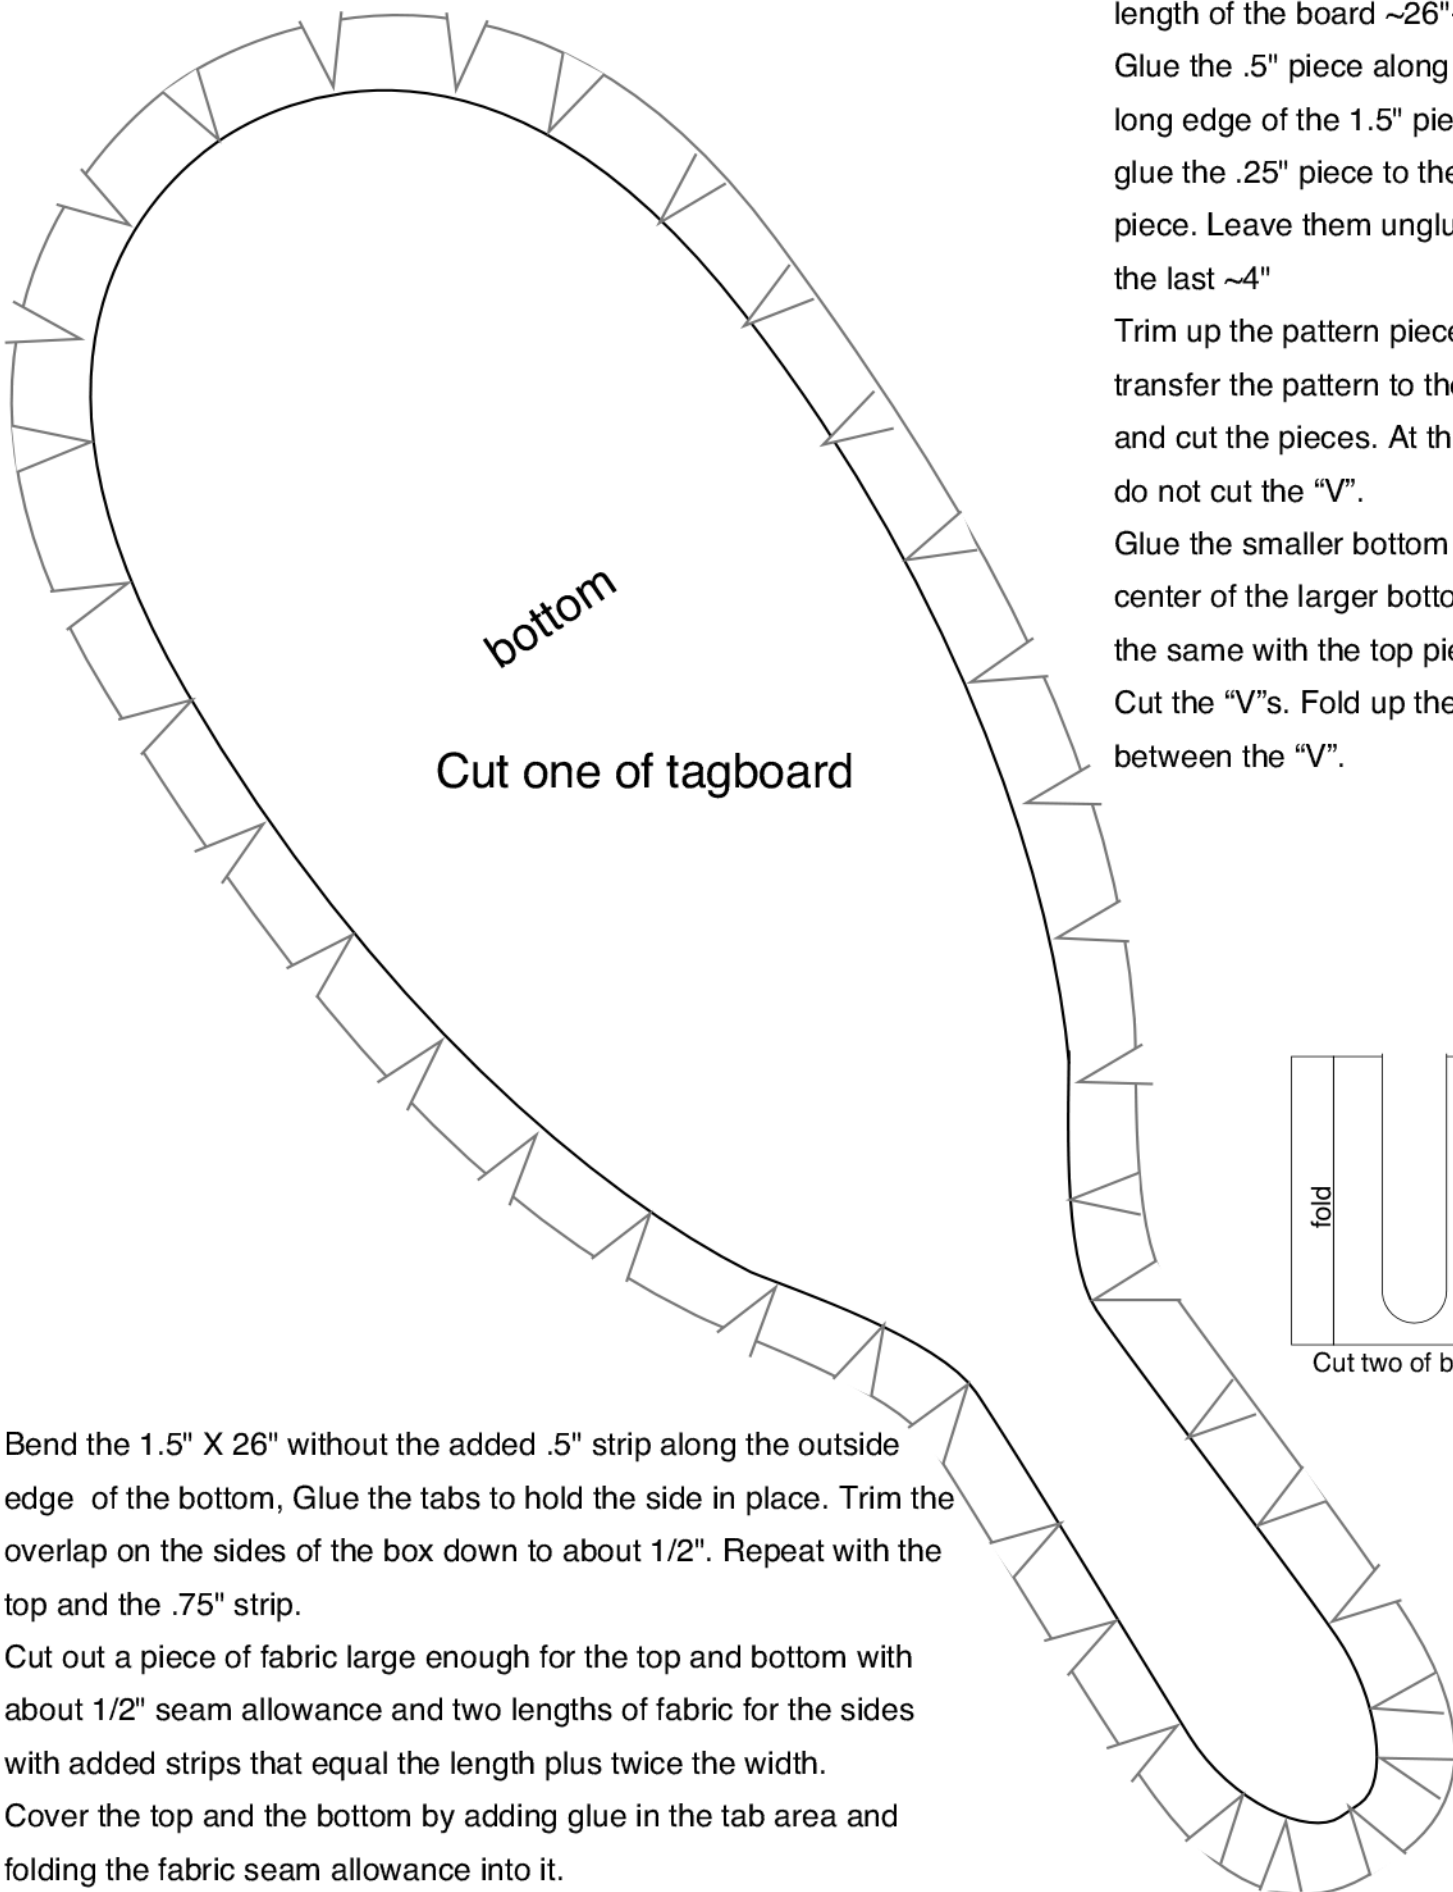 length of the board ~26"
Glue the .5" piece along
long edge of the 1.5"
glue the .25" piece to
piece. Leave them
the last ~4"
Trim up the pattern
transfer the pattern to
and cut the pieces. At
do not cut the “V”.
Glue the smaller bottom
center of the larger
the same with the top
Cut the “V”s. Fold up
between the “V”.
bottom
Cut one of tagboard
fold
Cut two of
Bend the 1.5" X 26" without the added .5" strip along the outside
edge of the bottom, Glue the tabs to hold the side in place. Trim the
overlap on the sides of the box down to about 1/2". Repeat with the
top and the .75" strip.
Cut out a piece of fabric large enough for the top and bottom with
about 1/2" seam allowance and two lengths of fabric for the sides
with added strips that equal the length plus twice the width.
Cover the top and the bottom by adding glue in the tab area and
folding the fabric seam allowance into it.